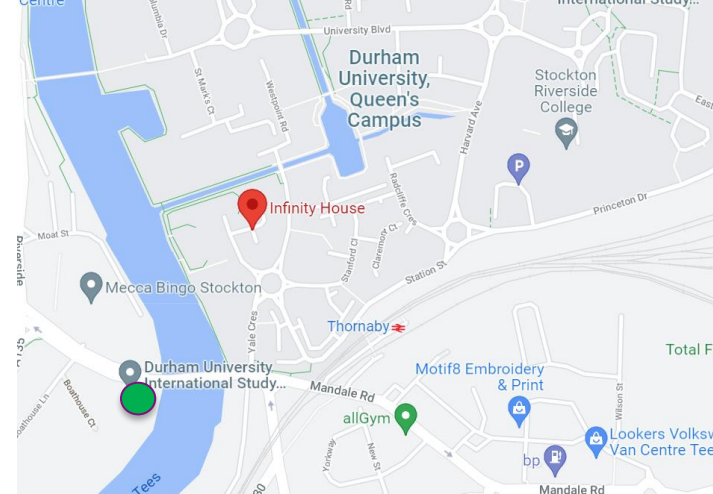 Centre
International Study...
University Blvd
Durham
University,
Queen's
Campus
St Mark's Ct
Westpoint Rd
Stockton
Riverside
College
Harvard Ave
East
P
Infinity House
Radcliffe Cres
Princeton Dr
Moat St
Riverside
Claremont Ct
Stanford Cl
Station St
Mecca Bingo Stockton
Yale Cres
Thornaby
Total F
Durham University
International Study...
Motif8 Embroidery
& Print
Mandale Rd
Boathouse Ct
allGym
Wilson St
Lookers Volksw
Van Centre Tee
Yorkway
New St
bp
Tees
Mandale Rd